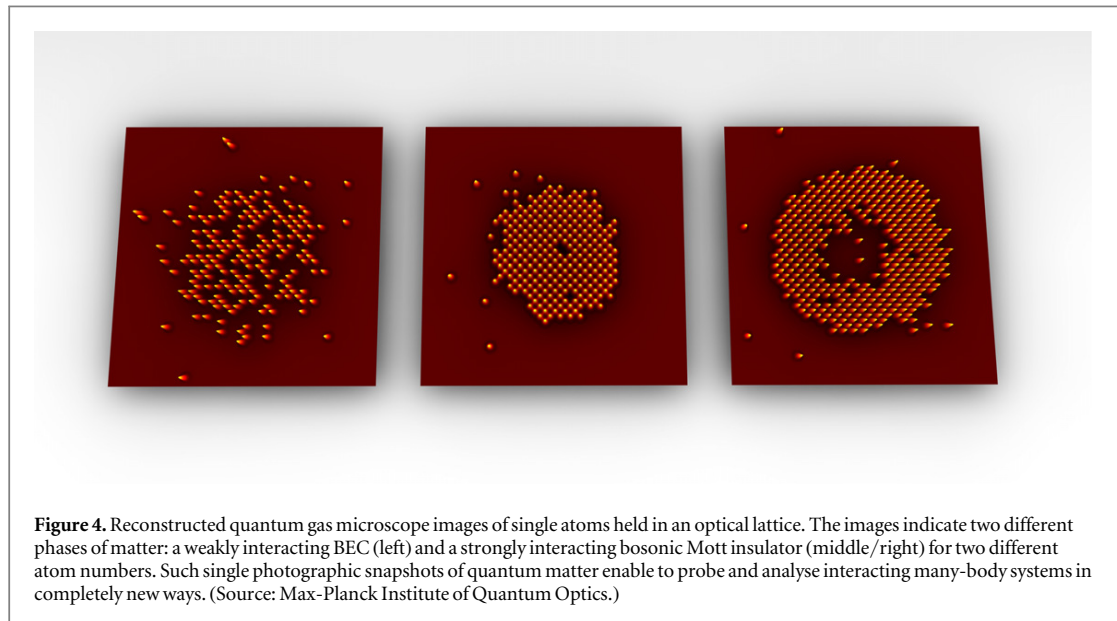 Figure 4. Reconstructed quantum gas microscope images of single atoms held in an optical lattice. The images indicate two different
phases of matter: a weakly interacting BEC (left) and a strongly interacting bosonic Mott insulator (middle/right) for two different
atom numbers. Such single photographic snapshots of quantum matter enable to probe and analyse interacting many-body systems in
completely new ways. (Source: Max-Planck Institute of Quantum Optics.)